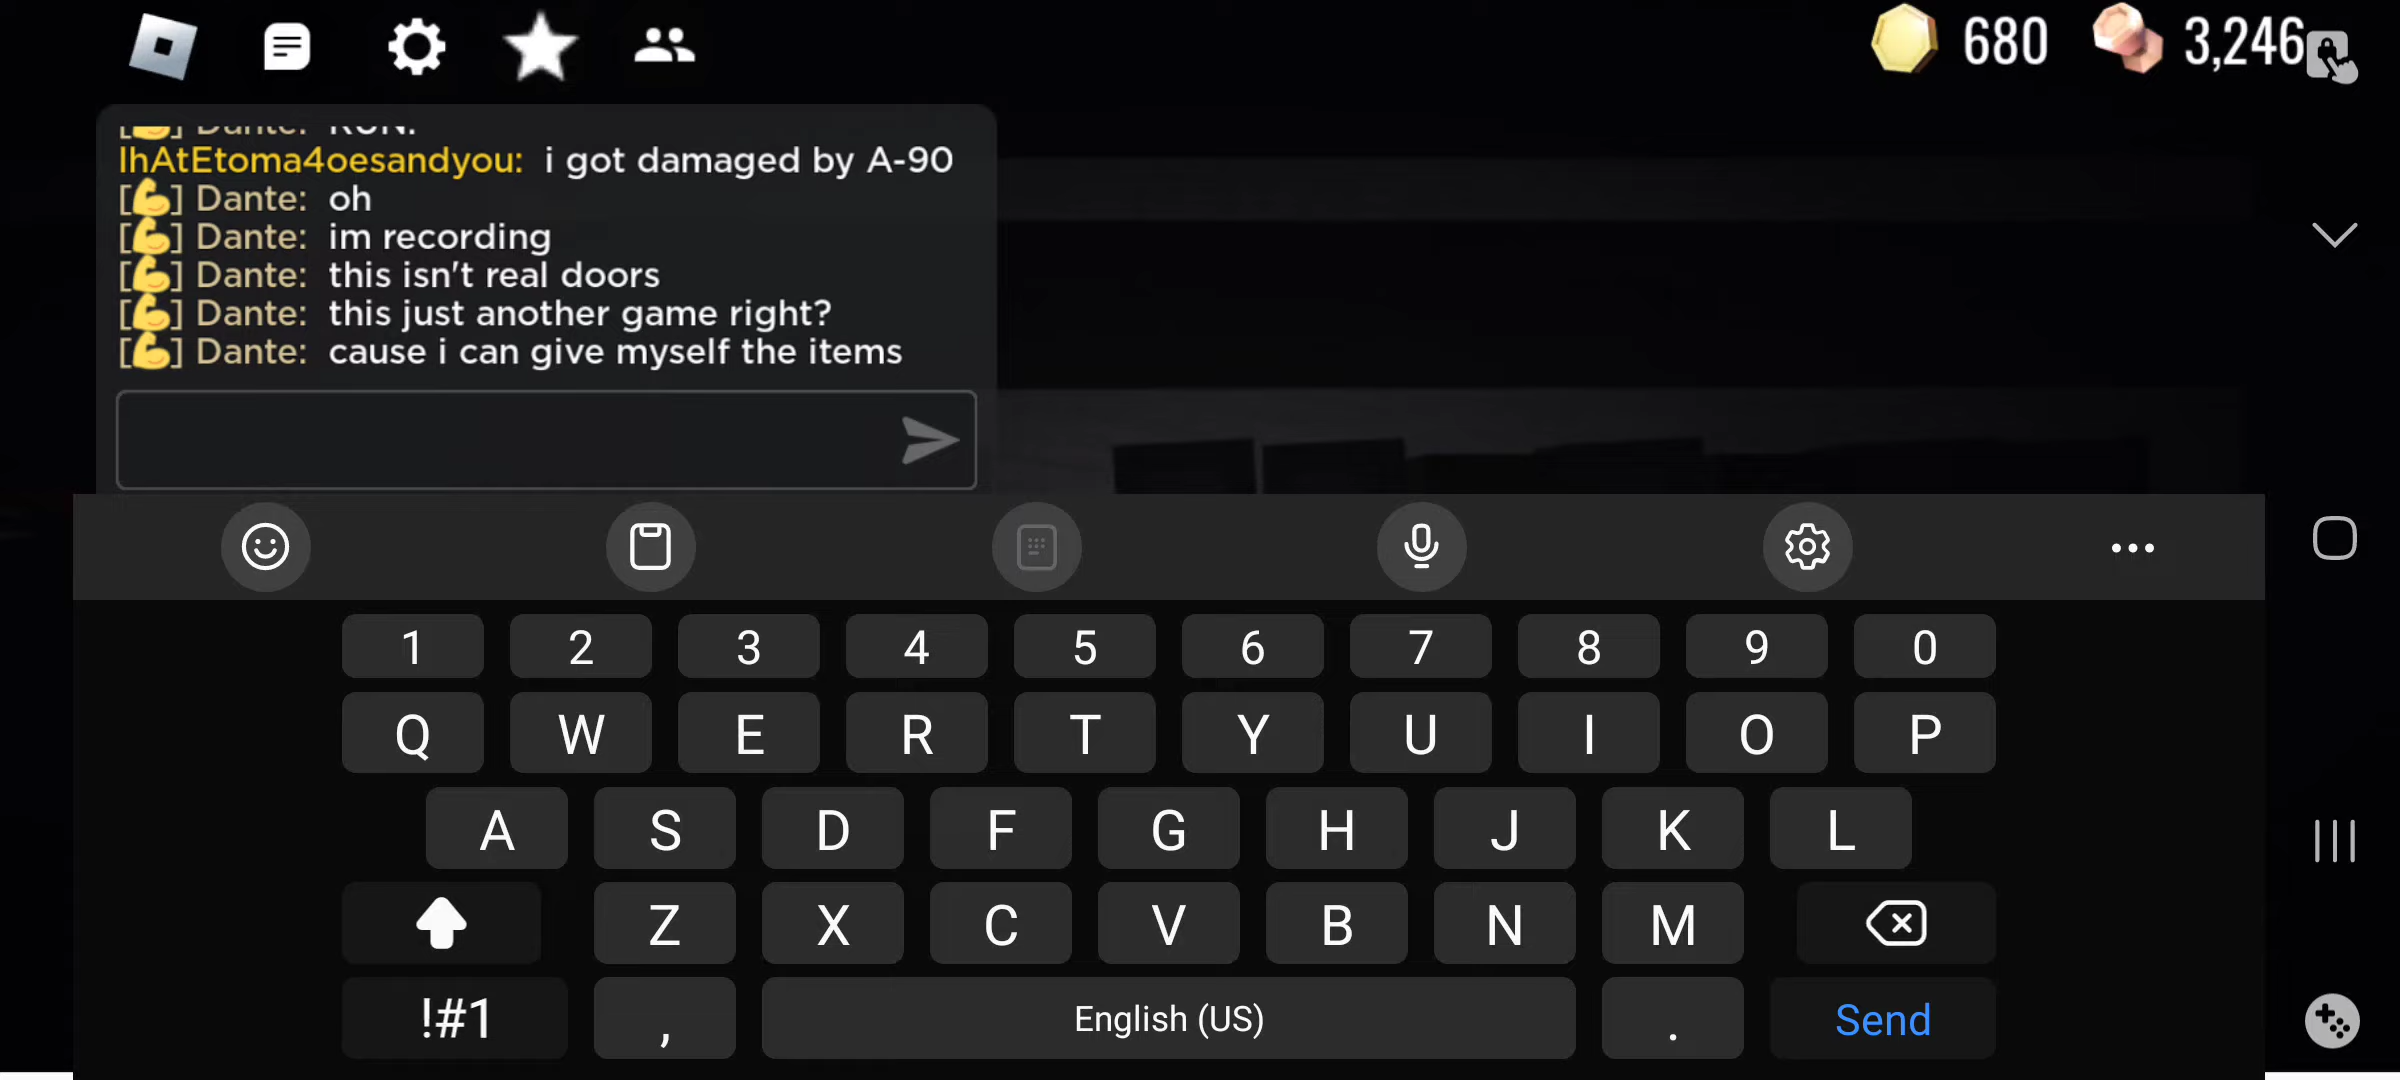 680
3,246
[💪] Dante: RUN.
IhAtEtoma4oesandyou: i got damaged by A-90
[💪] Dante: oh
[💪] Dante: im recording
[💪] Dante: this isn't real doors
[💪] Dante: this just another game right?
[💪] Dante: cause i can give myself the items
1 2 3 4 5 6 7 8 9 0
Q W E R T Y U I O P
A S D F G H J K L
Z X C V B N M
!#1 , English (US) . Send